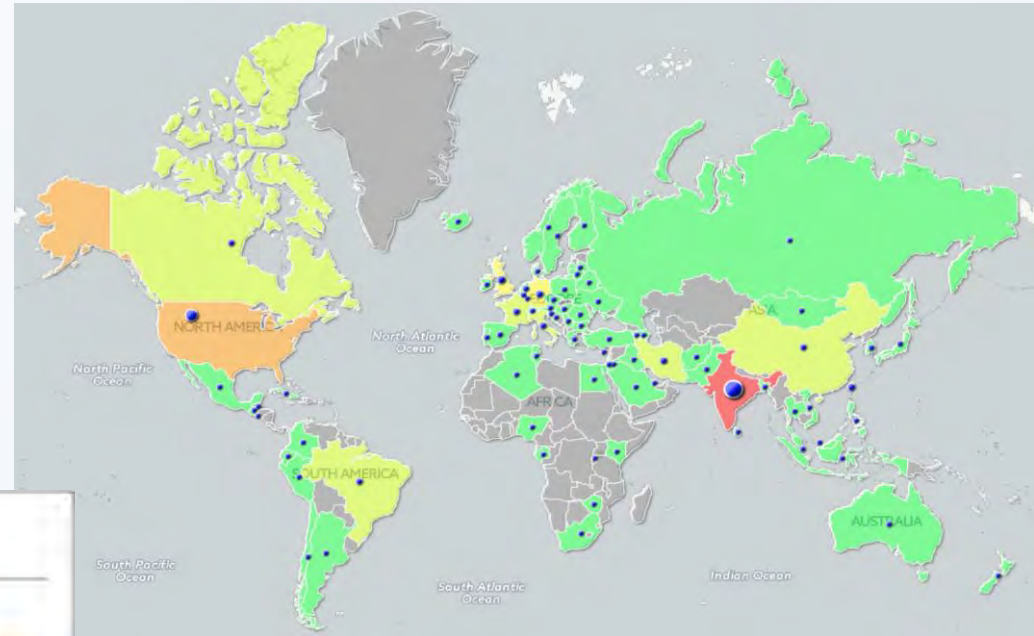 NORTH AMERIC
North Atlantic
Ocean
North Pacific
Ocean
ASIA
AFRICA
SOUTH AMERICA
AUSTRALIA
South Pacific
Ocean
South Atlantic
Ocean
Indian Ocean